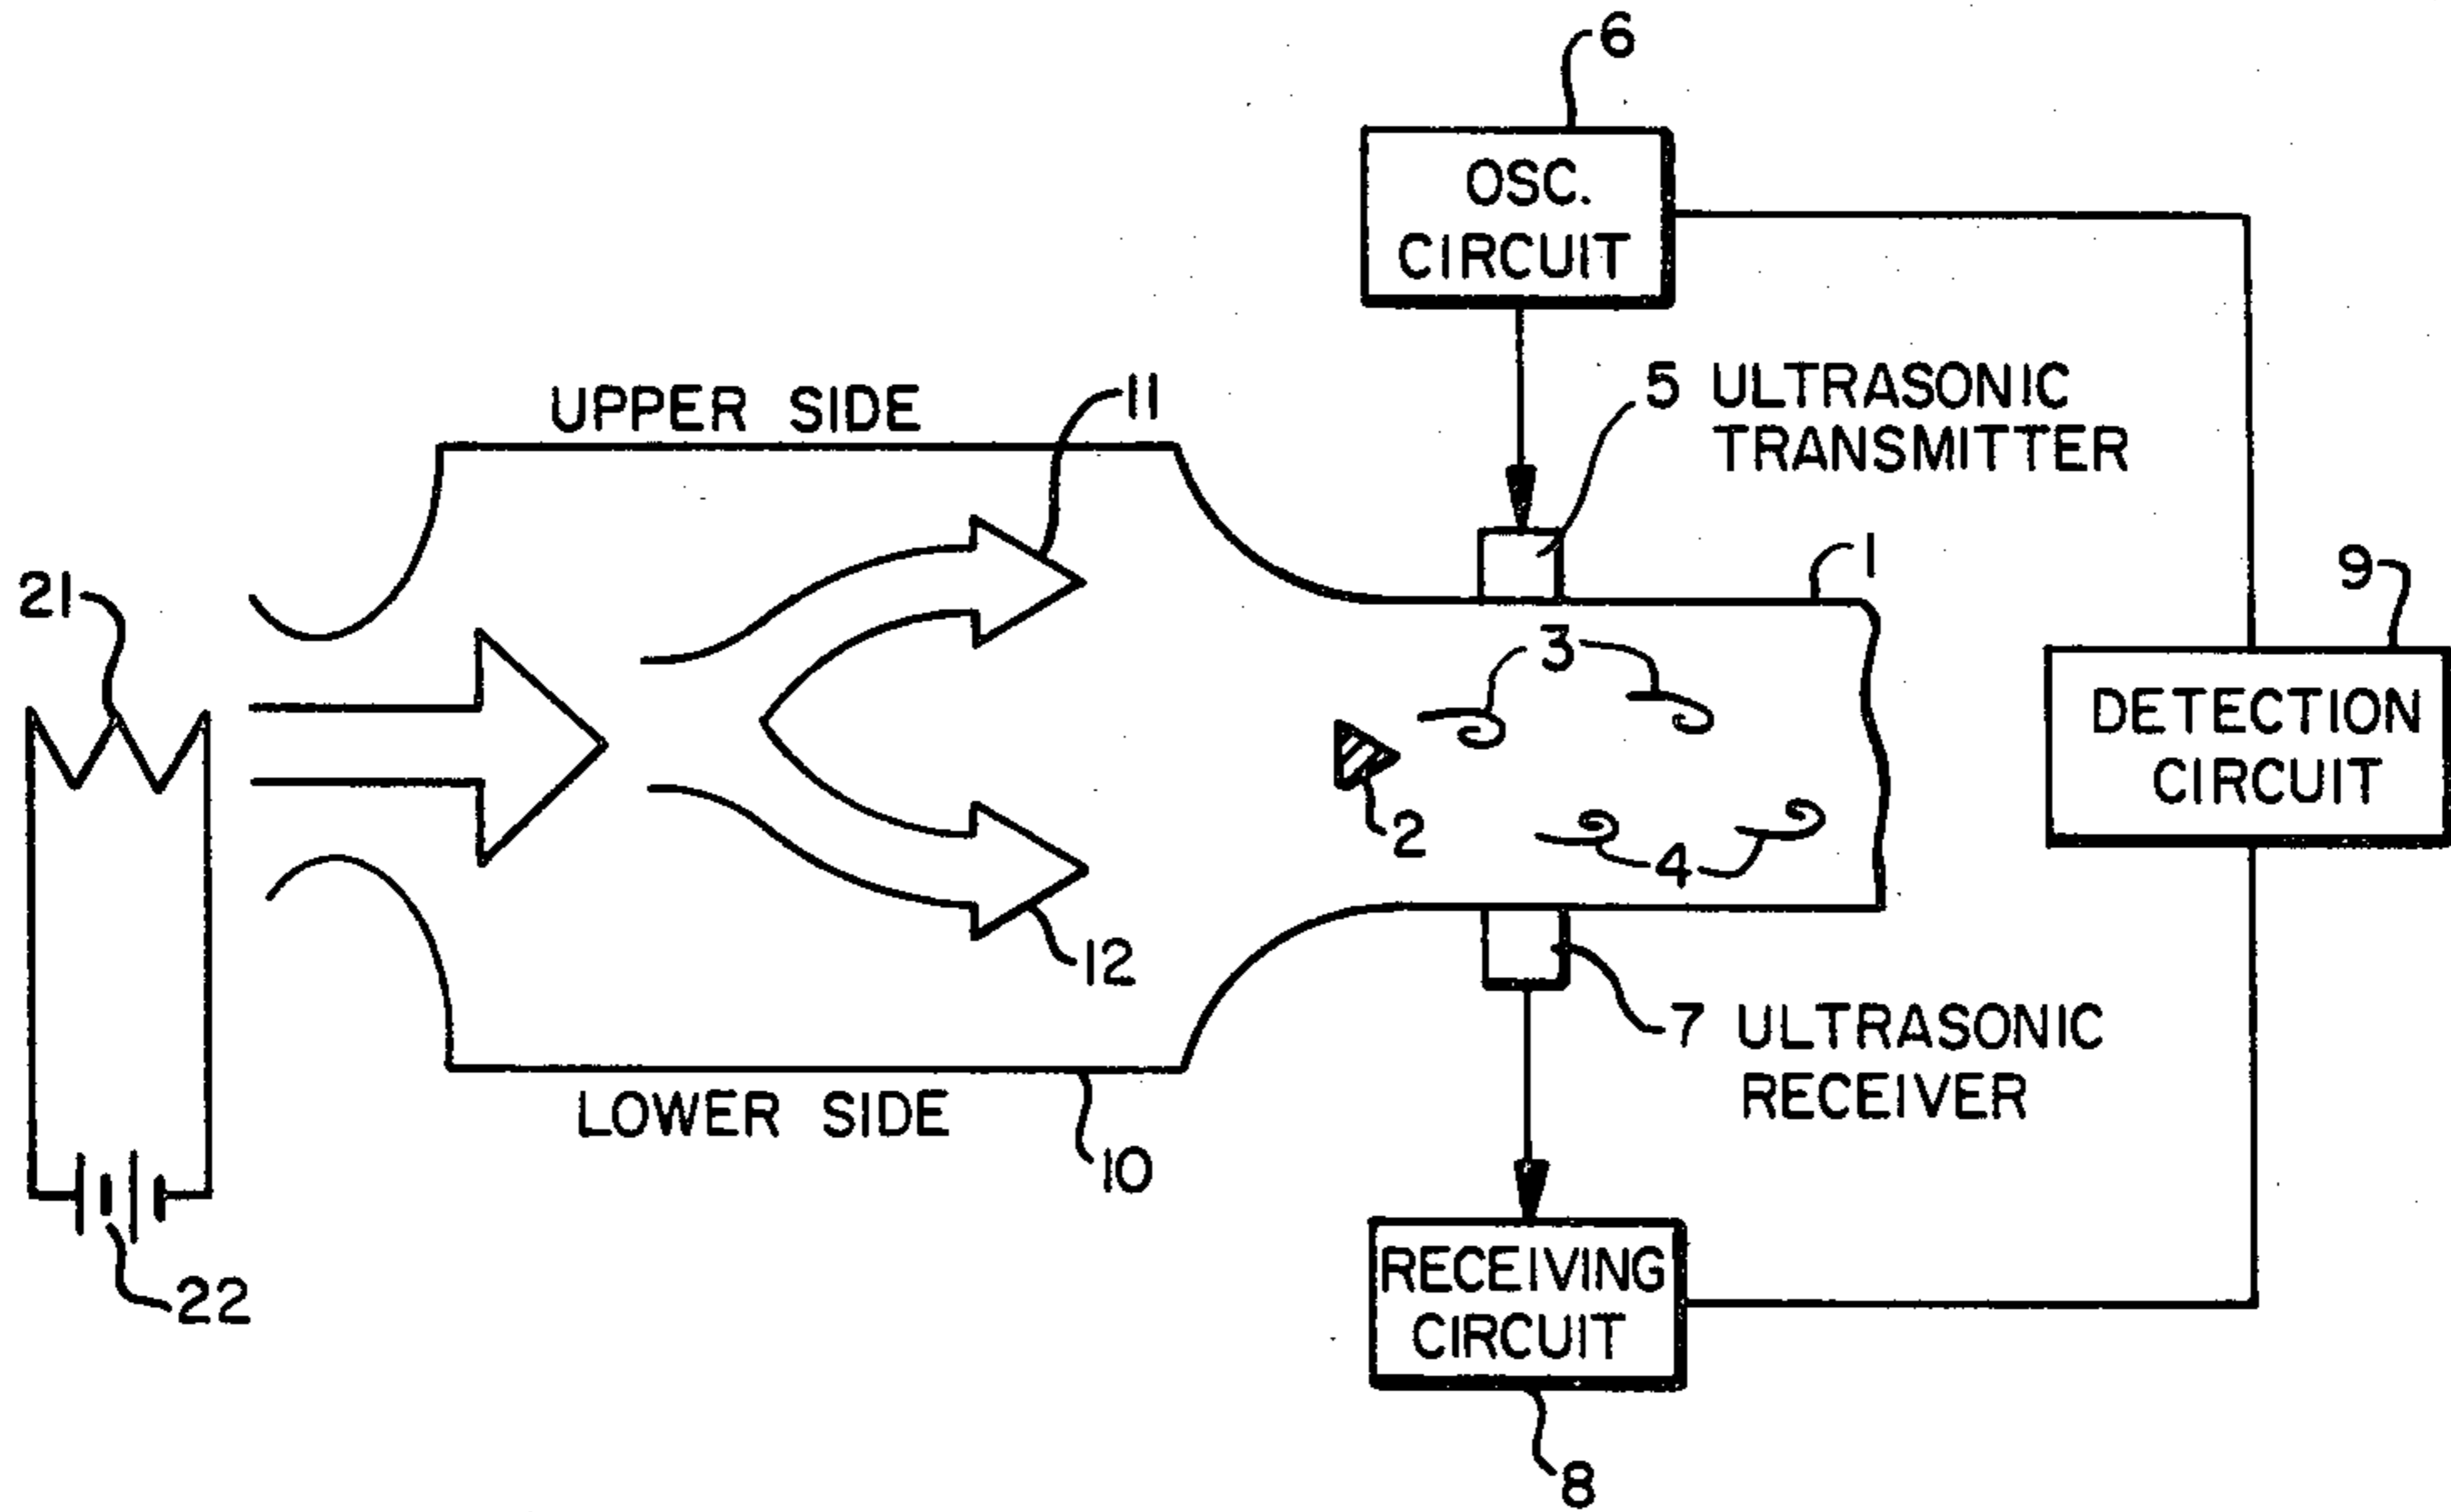 6
OSC.
CIRCUIT
5 ULTRASONIC
TRANSMITTER
UPPER SIDE
11
1
9
21
3
DETECTION
CIRCUIT
2
4
12
7 ULTRASONIC
RECEIVER
LOWER SIDE
10
22
RECEIVING
CIRCUIT
8